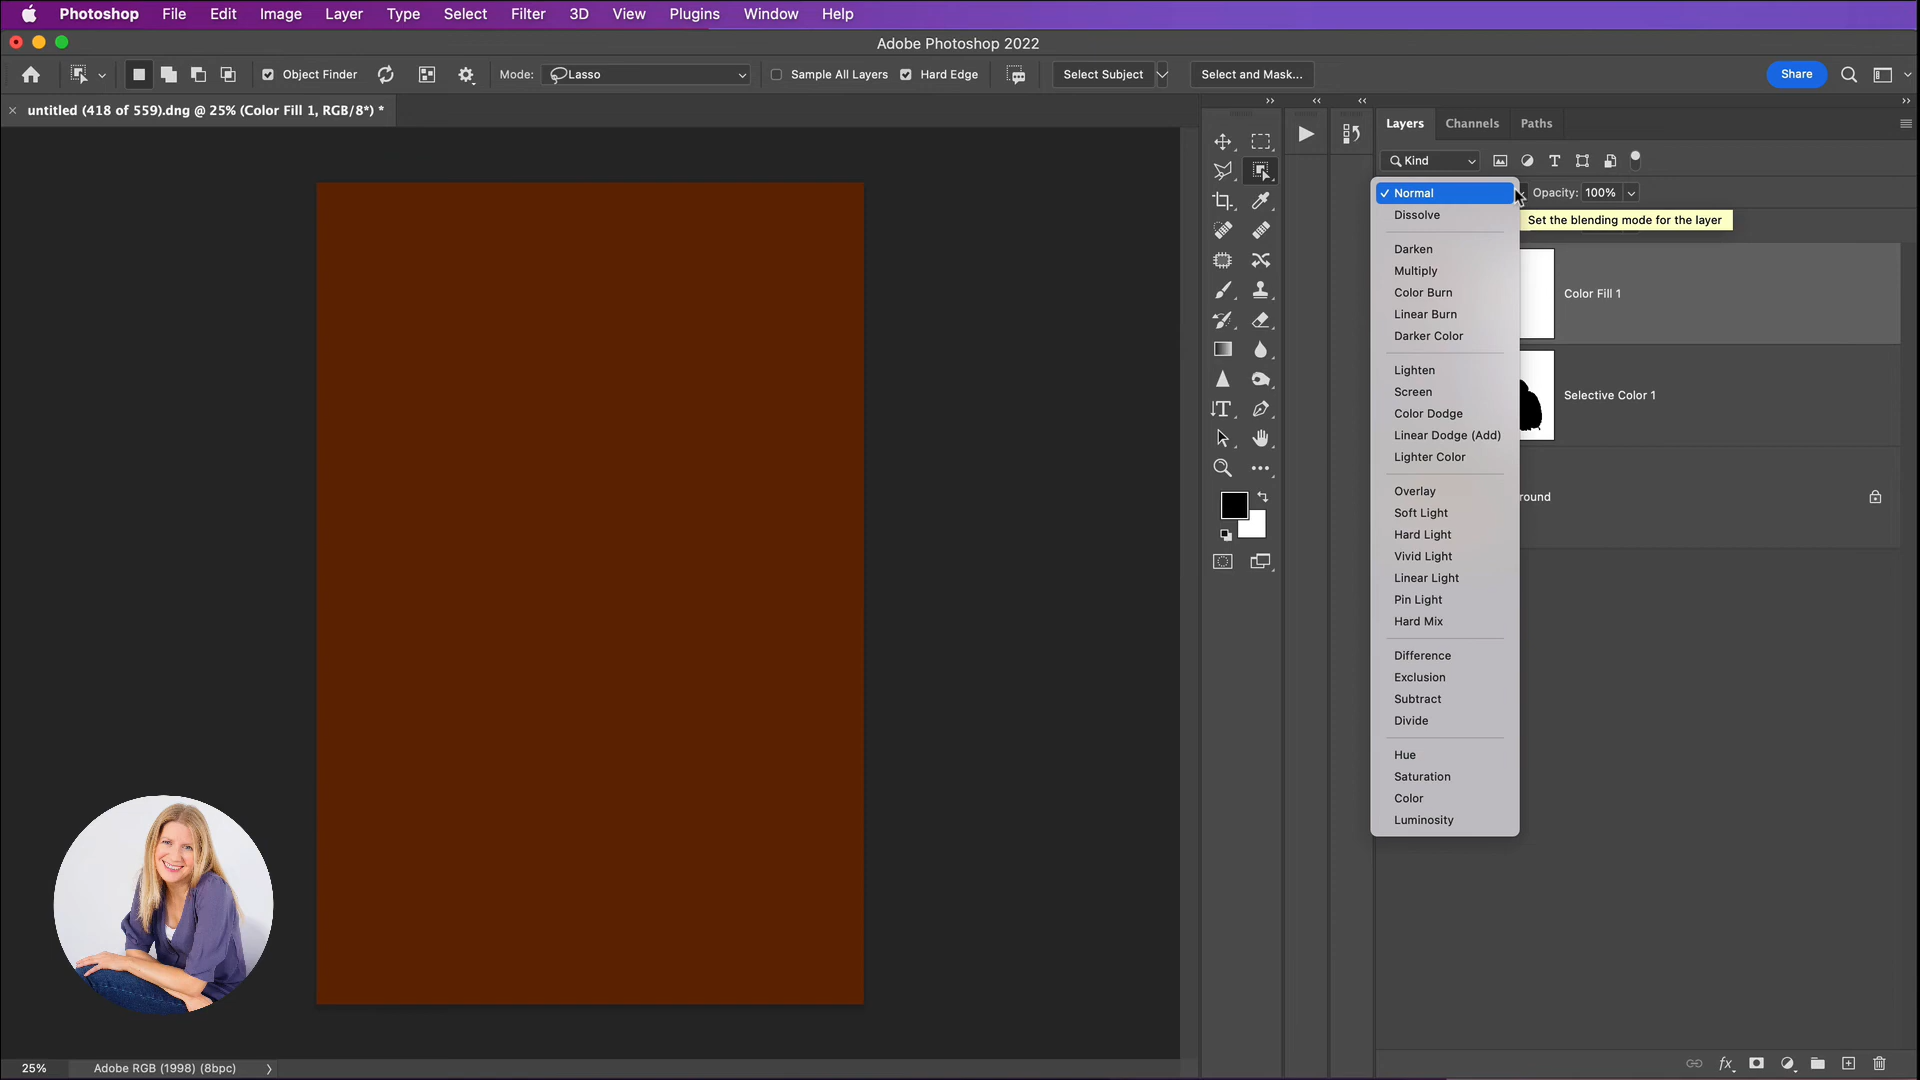 Photoshop File Edit Image Layer Type Select Filter 3D View Plugins Window Help
Adobe Photoshop 2022
Object Finder Mode: Lasso Sample All Layers Hard Edge Select Subject Select and Mask... Share
untitled (418 of 559).dng @ 25% (Color Fill 1, RGB/8*) *
Layers Channels Paths
Kind
Normal Opacity: 100%
Dissolve
Set the blending mode for the layer
Darken
Multiply
Color Burn
Linear Burn
Darker Color
Lighten
Screen
Color Dodge
Linear Dodge (Add)
Lighter Color
Overlay
Soft Light
Hard Light
Vivid Light
Linear Light
Pin Light
Hard Mix
Difference
Exclusion
Subtract
Divide
Hue
Saturation
Color
Luminosity
Color Fill 1
Selective Color 1
round
25% Adobe RGB (1998) (8bpc)
fx